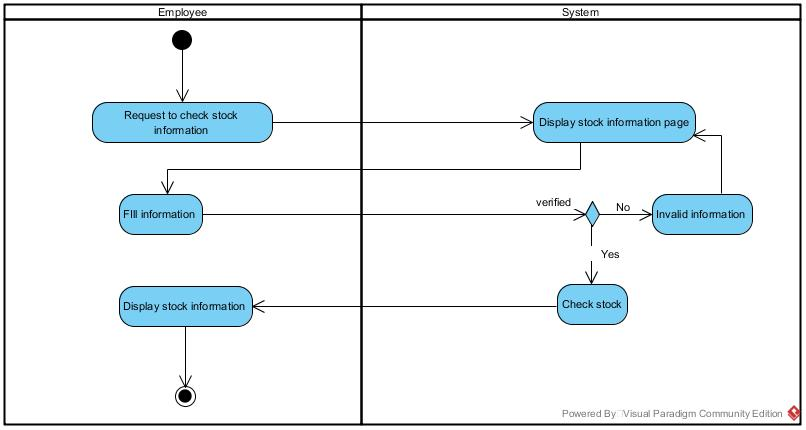 Employee
System
Request to check stock
information
Display stock information page
FIll information
verified
No
Invalid information
Yes
Display stock information
Check stock
Powered By Visual Paradigm Community Edition